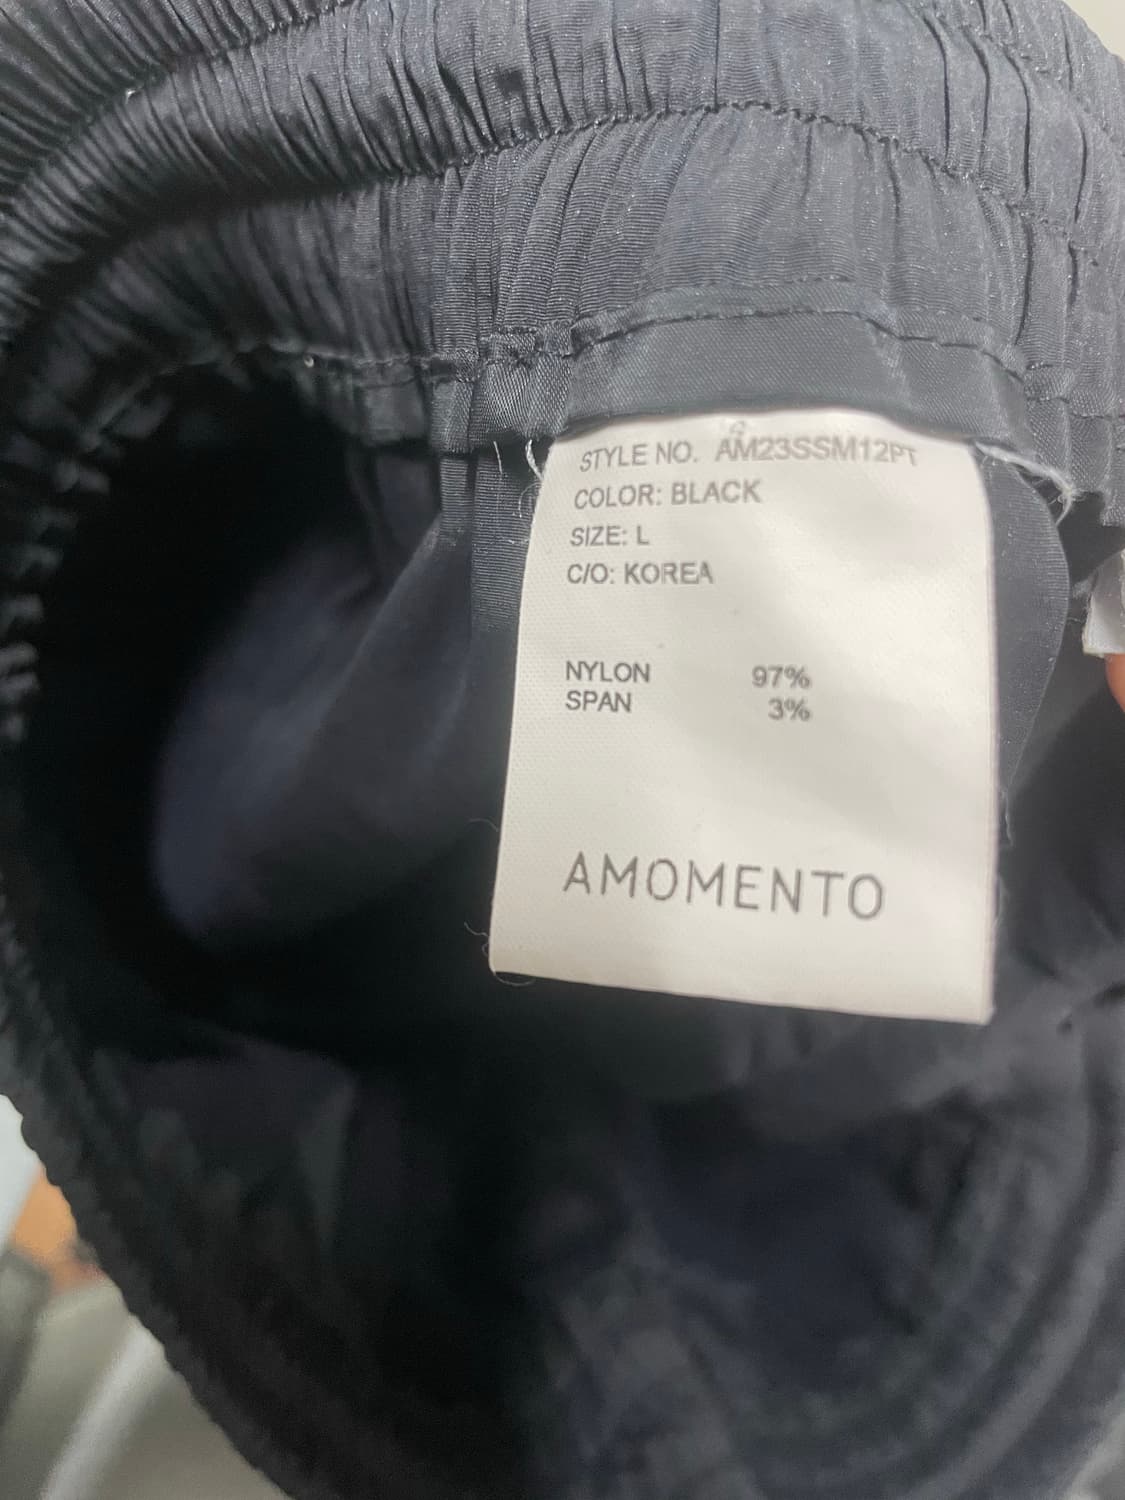 STYLE NO. AM23SSM12PT
COLOR: BLACK
SIZE: L
C/O: KOREA
NYLON 97%
SPAN 3%
AMOMENTO